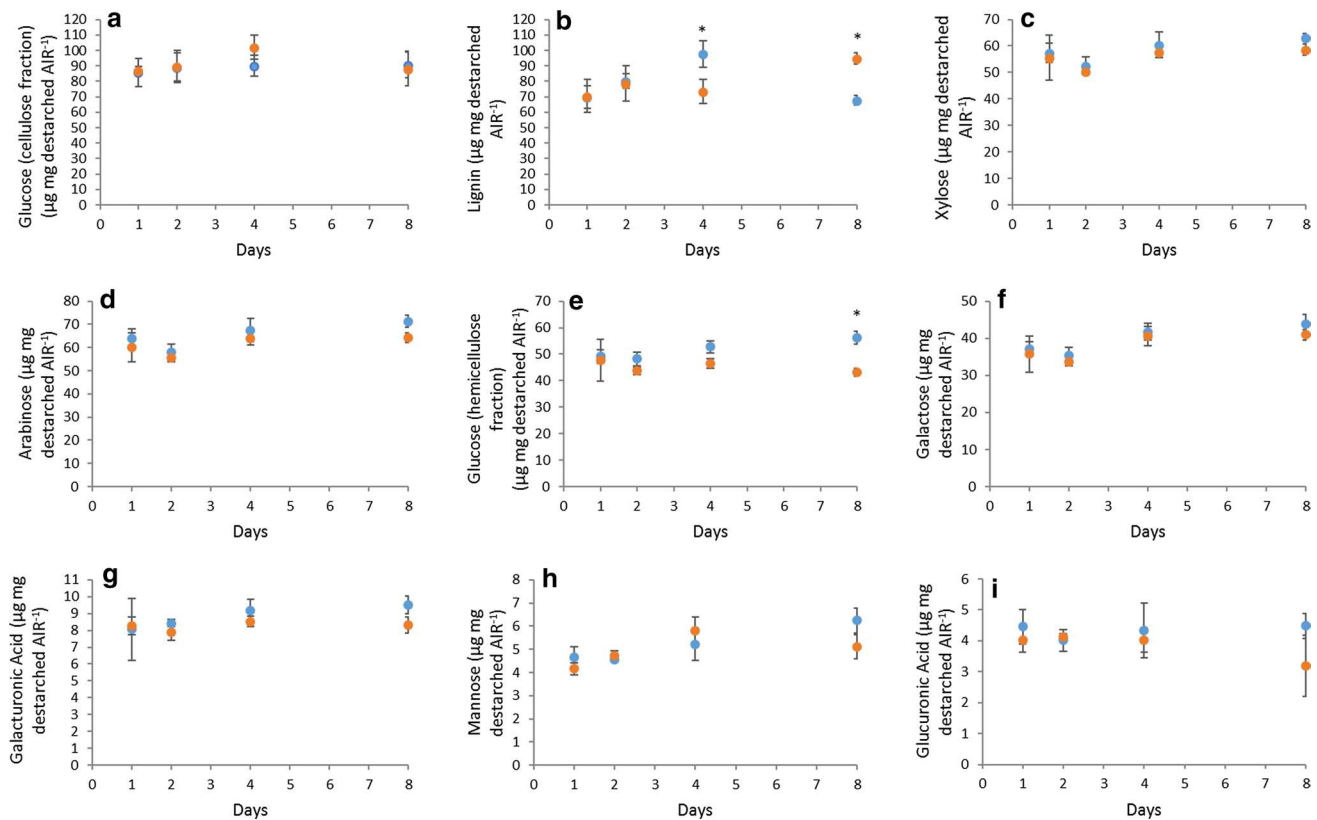 a
Glucose (cellulose fraction)
(µg mg destarched AIR⁻¹)
120
110
100
90
80
70
60
50
40
30
20
10
0
0 1 2 3 4 5 6 7 8
Days
b
* *
Lignin (µg mg destarched
AIR⁻¹)
120
110
100
90
80
70
60
50
40
30
20
10
0
0 1 2 3 4 5 6 7 8
Days
c
Xylose (µg mg destarched
AIR⁻¹)
70
60
50
40
30
20
10
0
0 1 2 3 4 5 6 7 8
Days
d
Arabinose (µg mg
destarched AIR⁻¹)
80
70
60
50
40
30
20
10
0
0 1 2 3 4 5 6 7 8
Days
e
*
Glucose (hemicellulose
fraction)
(µg mg destarched AIR⁻¹)
70
60
50
40
30
20
10
0
0 1 2 3 4 5 6 7 8
Days
f
Galactose (µg mg
destarched AIR⁻¹)
50
40
30
20
10
0
0 1 2 3 4 5 6 7 8
Days
g
Galacturonic Acid (µg mg
destarched AIR⁻¹)
11
10
9
8
7
6
5
4
3
2
1
0
0 1 2 3 4 5 6 7 8
Days
h
Mannose (µg mg
destarched AIR⁻¹)
8
7
6
5
4
3
2
1
0
0 1 2 3 4 5 6 7 8
Days
i
Glucuronic Acid (µg mg
destarched AIR⁻¹)
6
5
4
3
2
1
0
0 1 2 3 4 5 6 7 8
Days